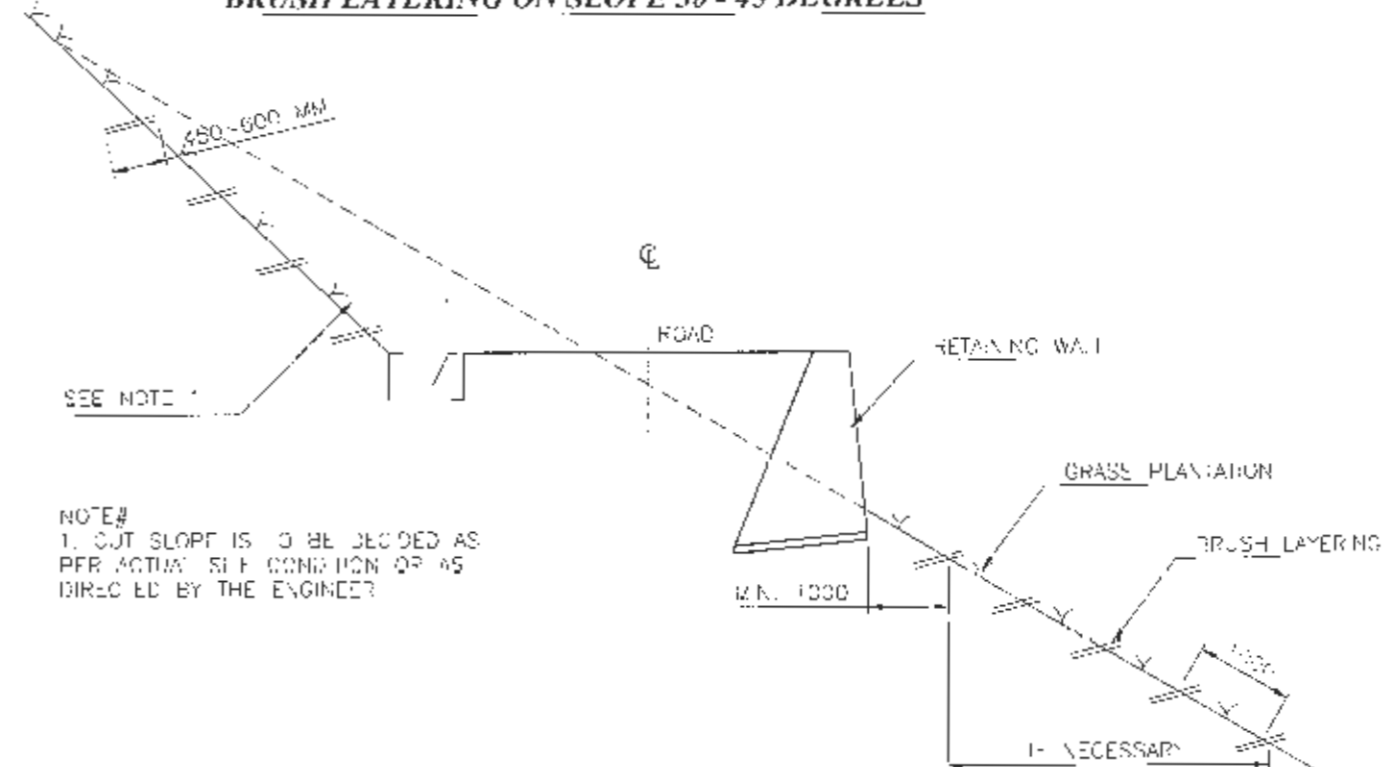 BRUSH LAYERING ON SLOPE 30 - 45 DEGREES
450-600 MM
℄
ROAD
RETAINING WALL
SEE NOTE 1
GRASS PLANTATION
BRUSH LAYERING
NOTE#
1. CUT SLOPE IS TO BE DECIDED AS
PER ACTUAL SITE CONDITION OR AS
DIRECTED BY THE ENGINEER
MIN. 1000
1000
IF NECESSARY